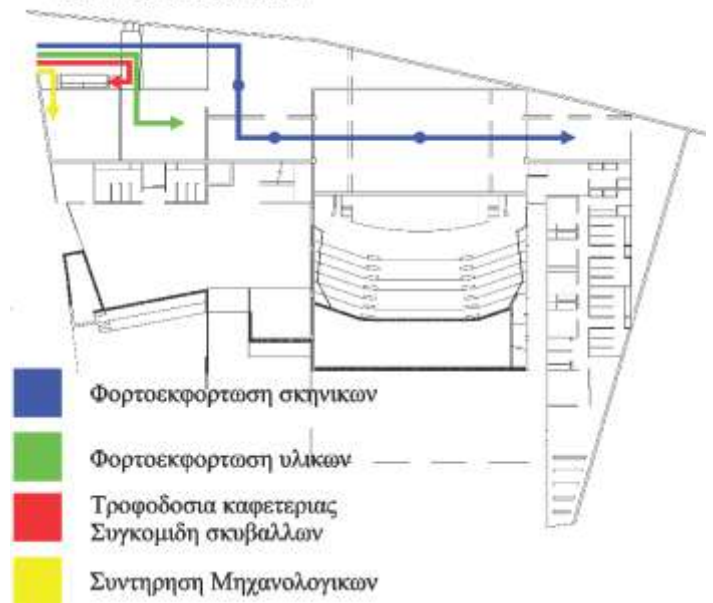 Φορτοεκφορτωση σκηνικων
Φορτοεκφορτωση υλικων
Τροφοδοσια καφετεριας
Συγκομιδη σκυβαλλων
Συντηρηση Μηχανολογικων